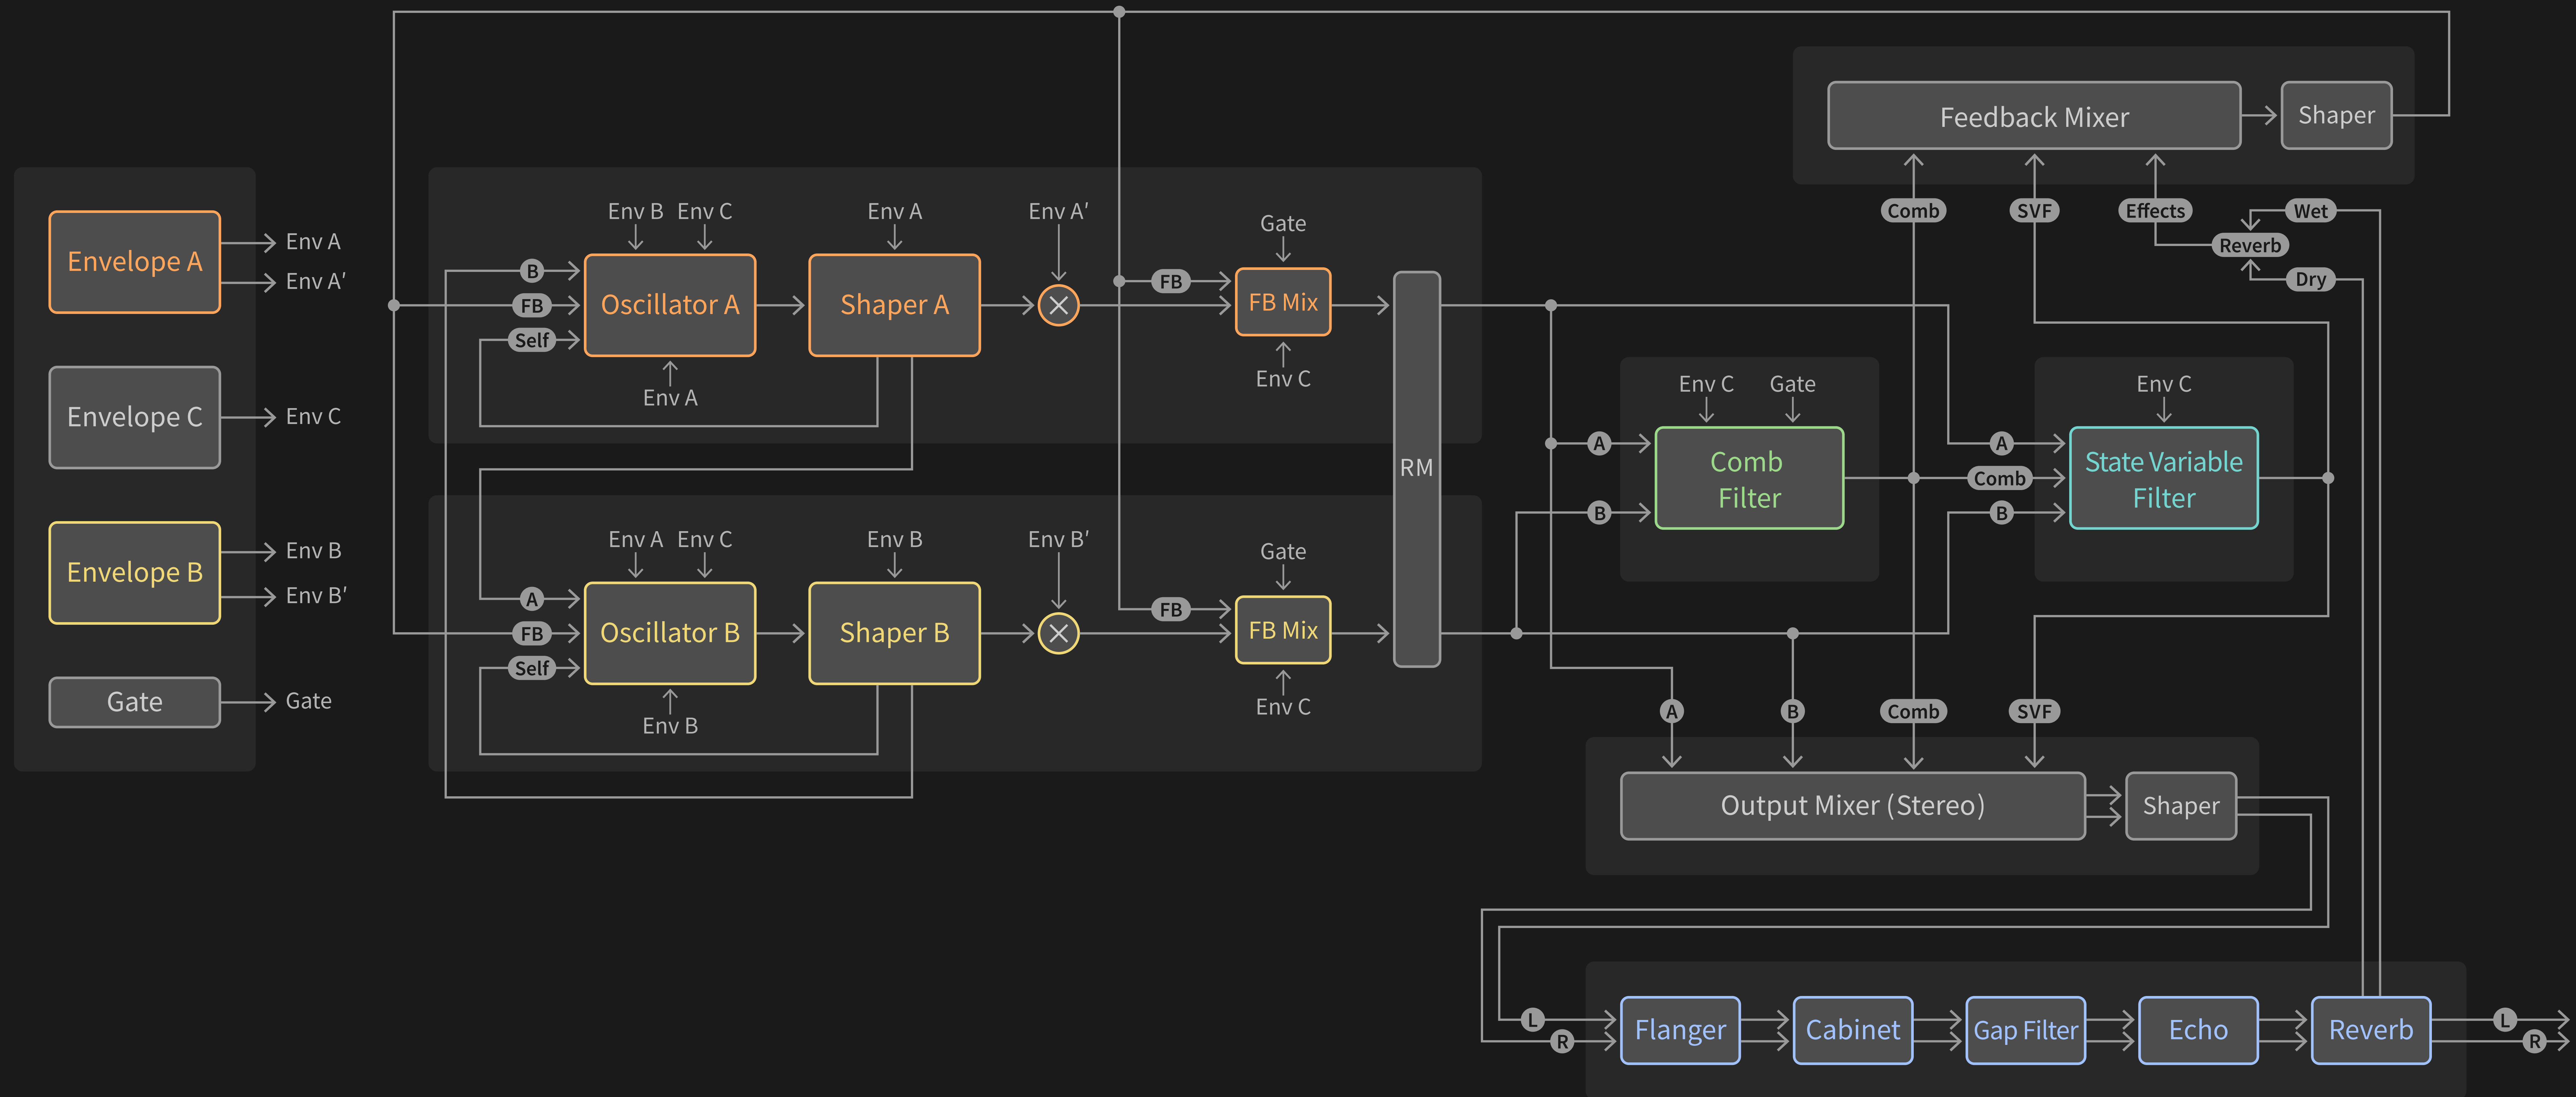 Envelope A
Env A
Env A′
Envelope C
Env C
Envelope B
Env B
Env B′
Gate
Gate
Env B
Env C
Env A
Env A′
Gate
B
FB
Self
Oscillator A
Shaper A
FB
FB Mix
Env A
Env C
RM
Env A
Env C
Env B
Env B′
Gate
A
FB
Self
Oscillator B
Shaper B
FB
FB Mix
Env B
Env C
Feedback Mixer
Shaper
Comb
SVF
Effects
Wet
Reverb
Dry
Env C
Gate
A
B
Comb
Filter
Env C
A
Comb
B
State Variable
Filter
A
B
Comb
SVF
Output Mixer (Stereo)
Shaper
L
R
Flanger
Cabinet
Gap Filter
Echo
Reverb
L
R